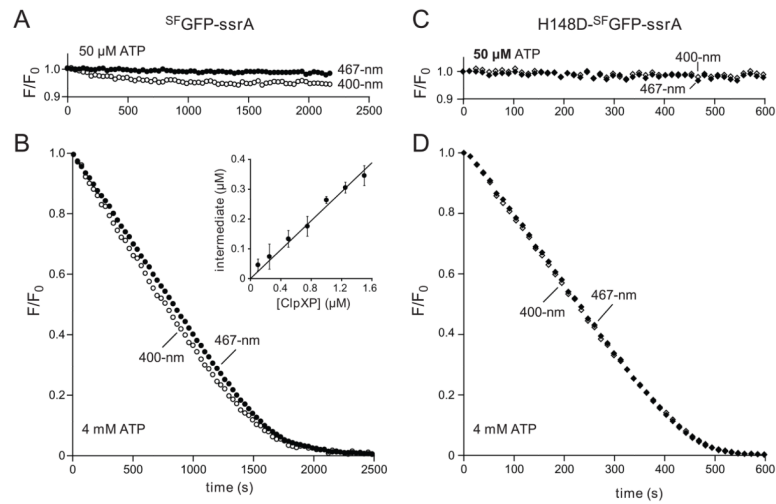 A
SFGFP-ssrA
50 µM ATP
467-nm
400-nm
F/F0
1.0
0.9
0 500 1000 1500 2000 2500
B
F/F0
1.0
0.8
0.6
0.4
0.2
0
intermediate (µM)
0.4
0.3
0.2
0.1
0
0 0.4 0.8 1.2 1.6
[ClpXP] (µM)
467-nm
400-nm
4 mM ATP
0 500 1000 1500 2000 2500
time (s)
C
H148D-SFGFP-ssrA
50 µM ATP
400-nm
467-nm
F/F0
1.0
0.9
0 100 200 300 400 500 600
D
F/F0
1.0
0.8
0.6
0.4
0.2
0
467-nm
400-nm
4 mM ATP
0 100 200 300 400 500 600
time (s)